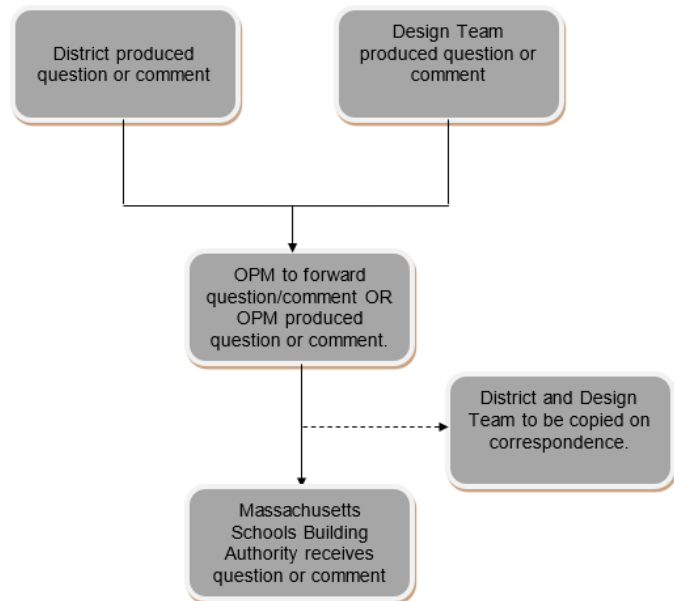 District produced
question or comment
Design Team
produced question or
comment
OPM to forward
question/comment OR
OPM produced
question or comment.
District and Design
Team to be copied on
correspondence.
Massachusetts
Schools Building
Authority receives
question or comment